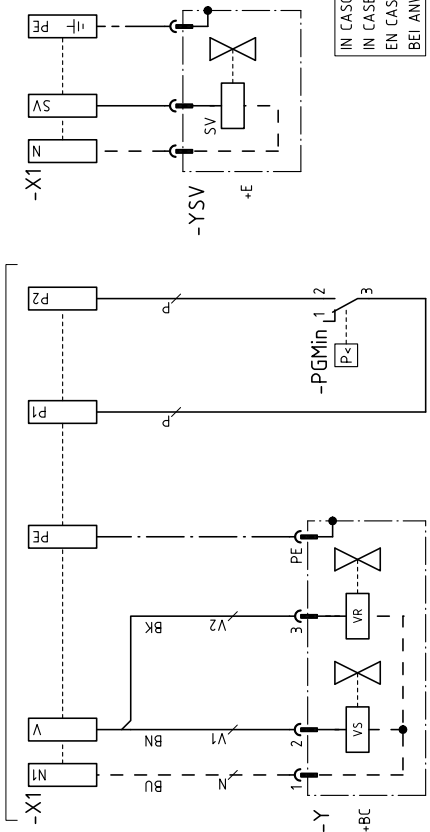 -X1
N
SV
PE
-YSV
SV
+E
IN CASO
IN CASE
EN CAS
BEI ANW
-X1
N1
V
PE
P1
P2
BU
BN
BK
N
V1
V2
P
P
-PGMin
1
2
3
P<
1
2
3
PE
-Y
VS
VR
+BC